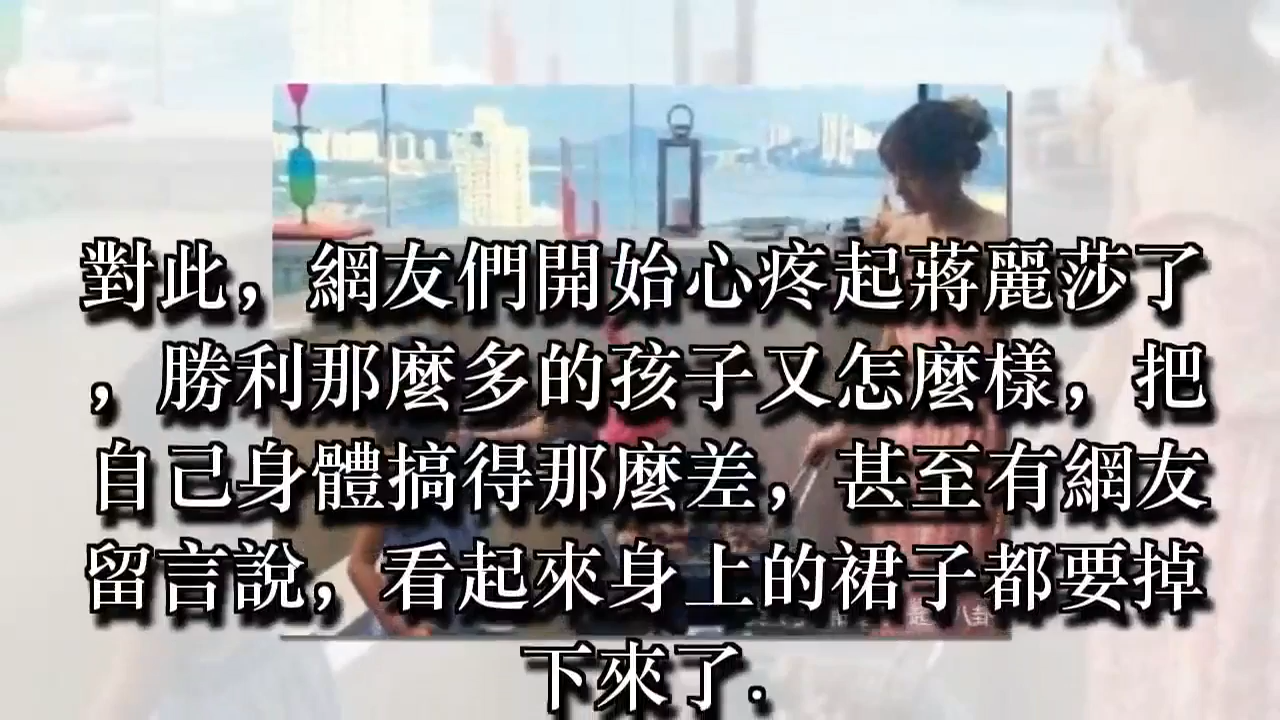 對此，網友們開始心疼起蔣麗莎了
，勝利那麼多的孩子又怎麼樣，把
自己身體搞得那麼差，甚至有網友
留言說，看起來身上的裙子都要掉
下來了.
八卦